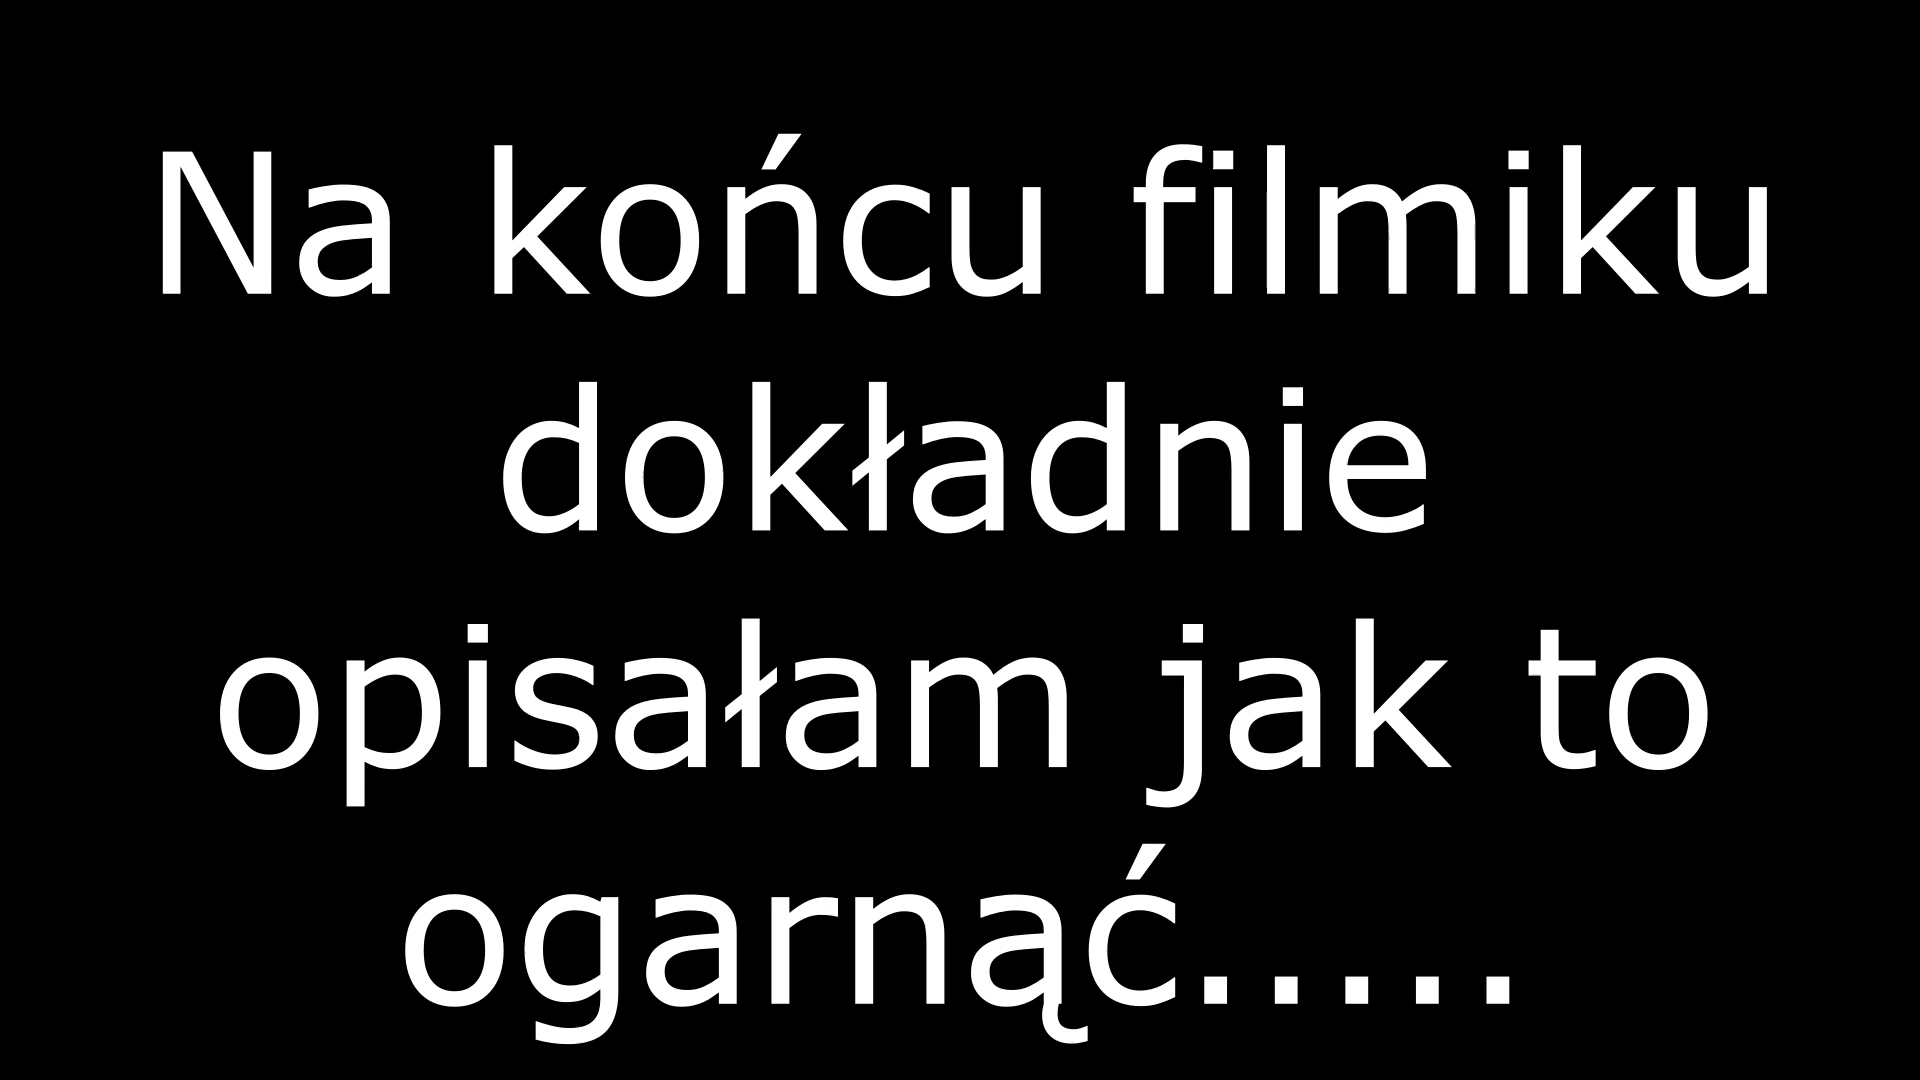 Na końcu filmiku
dokładnie
opisałam jak to
ogarnąć.....